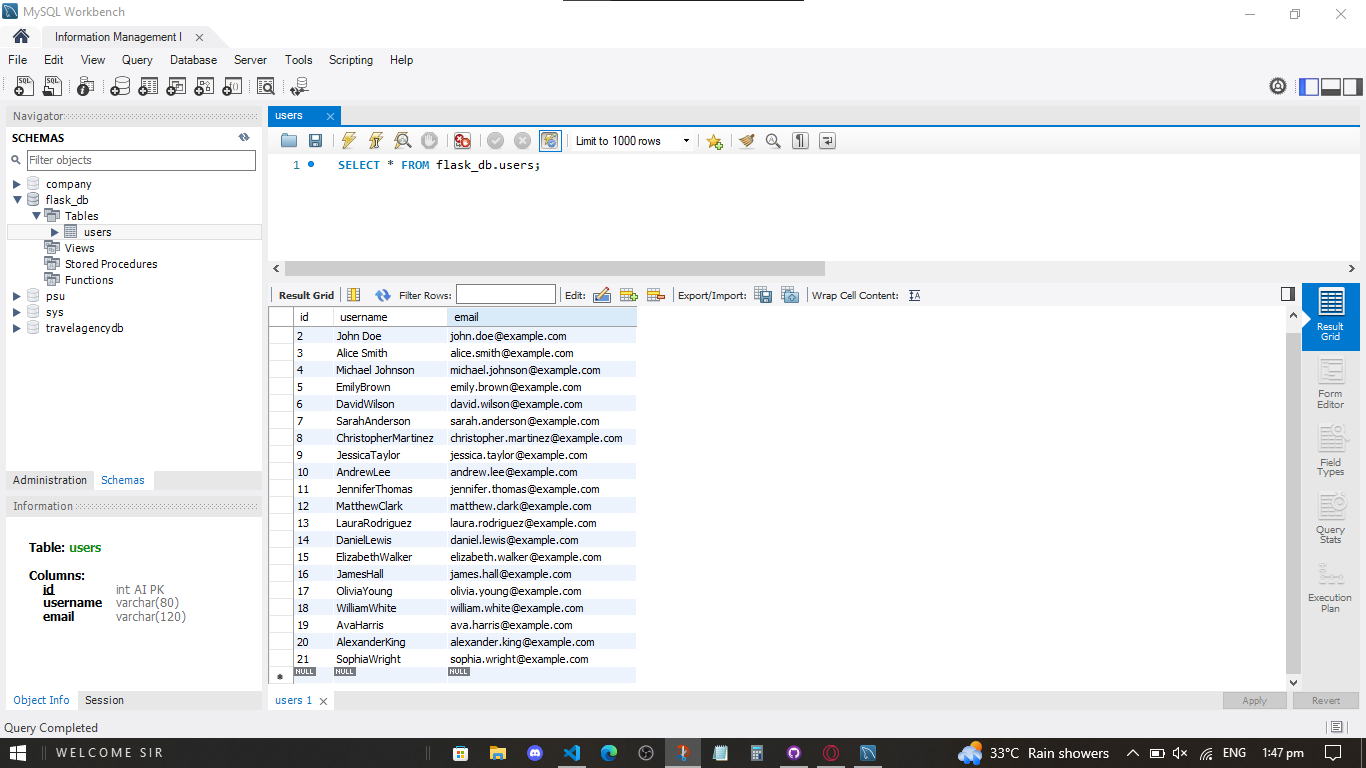 MySQL Workbench
Information Management I
File Edit View Query Database Server Tools Scripting Help
Navigator
SCHEMAS
Filter objects
company
flask_db
Tables
users
Views
Stored Procedures
Functions
psu
sys
travelagencydb
Administration Schemas
Information
Table: users
Columns:
id int AI PK
username varchar(80)
email varchar(120)
Object Info Session
users
Limit to 1000 rows
1 SELECT * FROM flask_db.users;
Result Grid Filter Rows: Edit: Export/Import: Wrap Cell Content:
id username email
2 John Doe john.doe@example.com
3 Alice Smith alice.smith@example.com
4 Michael Johnson michael.johnson@example.com
5 EmilyBrown emily.brown@example.com
6 DavidWilson david.wilson@example.com
7 SarahAnderson sarah.anderson@example.com
8 ChristopherMartinez christopher.martinez@example.com
9 JessicaTaylor jessica.taylor@example.com
10 AndrewLee andrew.lee@example.com
11 JenniferThomas jennifer.thomas@example.com
12 MatthewClark matthew.clark@example.com
13 LauraRodriguez laura.rodriguez@example.com
14 DanielLewis daniel.lewis@example.com
15 ElizabethWalker elizabeth.walker@example.com
16 JamesHall james.hall@example.com
17 OliviaYoung olivia.young@example.com
18 WilliamWhite william.white@example.com
19 AvaHarris ava.harris@example.com
20 AlexanderKing alexander.king@example.com
21 SophiaWright sophia.wright@example.com
NULL NULL NULL
Result
Grid
Form
Editor
Field
Types
Query
Stats
Execution
Plan
users 1
Apply Revert
Query Completed
WELCOME SIR
33°C Rain showers
ENG 1:47 pm